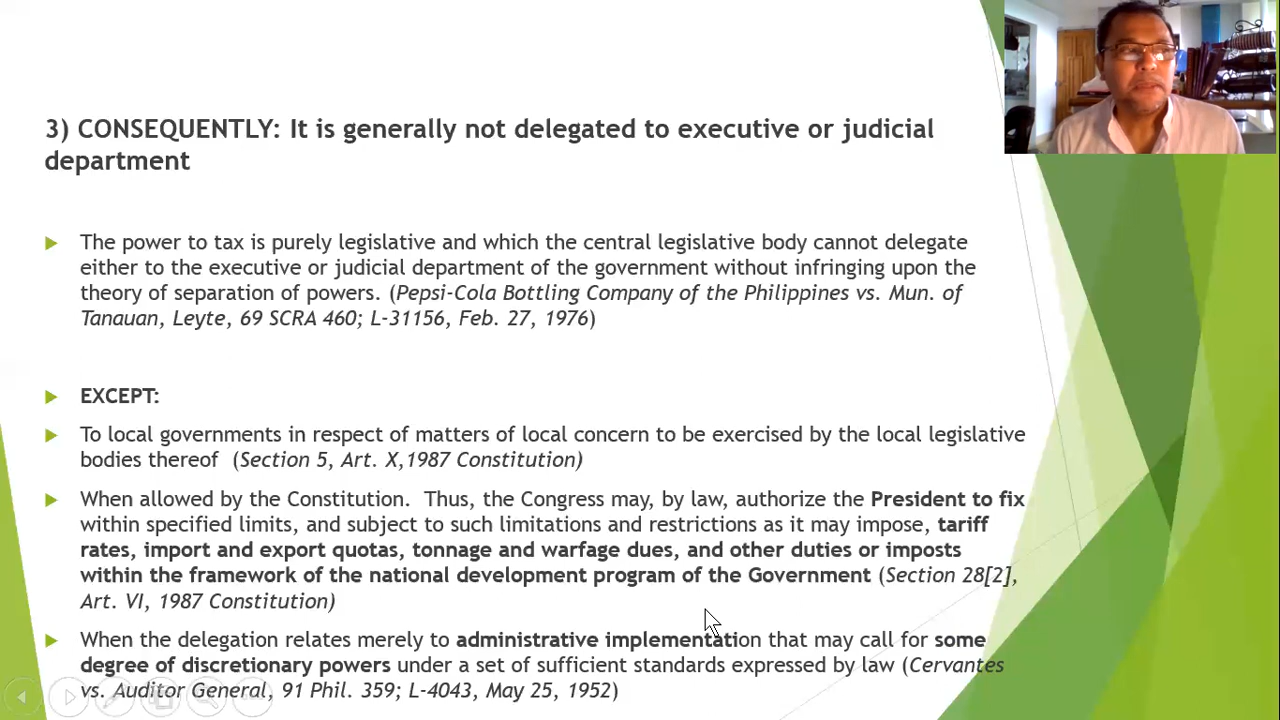 3) CONSEQUENTLY: It is generally not delegated to executive or judicial
department
The power to tax is purely legislative and which the central legislative body cannot delegate
either to the executive or judicial department of the government without infringing upon the
theory of separation of powers. (Pepsi-Cola Bottling Company of the Philippines vs. Mun. of
Tanauan, Leyte, 69 SCRA 460; L-31156, Feb. 27, 1976)
EXCEPT:
To local governments in respect of matters of local concern to be exercised by the local legislative
bodies thereof (Section 5, Art. X,1987 Constitution)
When allowed by the Constitution. Thus, the Congress may, by law, authorize the President to fix
within specified limits, and subject to such limitations and restrictions as it may impose, tariff
rates, import and export quotas, tonnage and warfage dues, and other duties or imposts
within the framework of the national development program of the Government (Section 28[2],
Art. VI, 1987 Constitution)
When the delegation relates merely to administrative implementation that may call for some
degree of discretionary powers under a set of sufficient standards expressed by law (Cervantes
vs. Auditor General, 91 Phil. 359; L-4043, May 25, 1952)